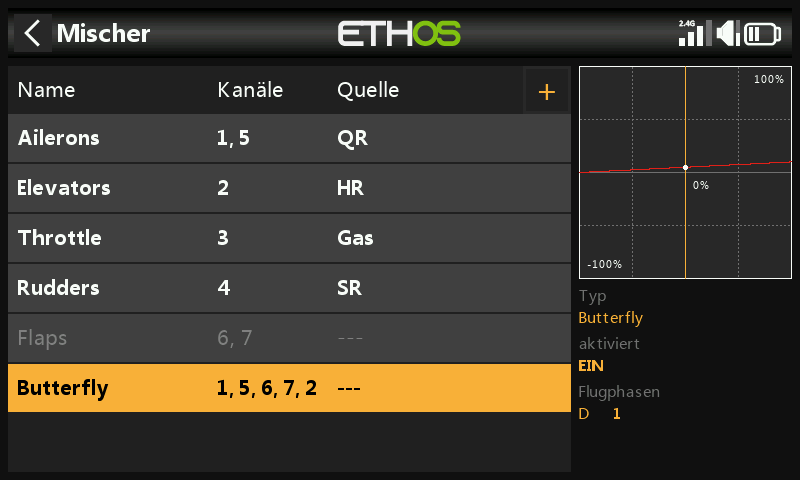 Mischer ETHOS 2.4G
Name Kanäle Quelle +
Ailerons 1, 5 QR
Elevators 2 HR
Throttle 3 Gas
Rudders 4 SR
Flaps 6, 7 ---
Butterfly 1, 5, 6, 7, 2 ---
100%
0%
-100%
Typ
Butterfly
aktiviert
EIN
Flugphasen
D 1